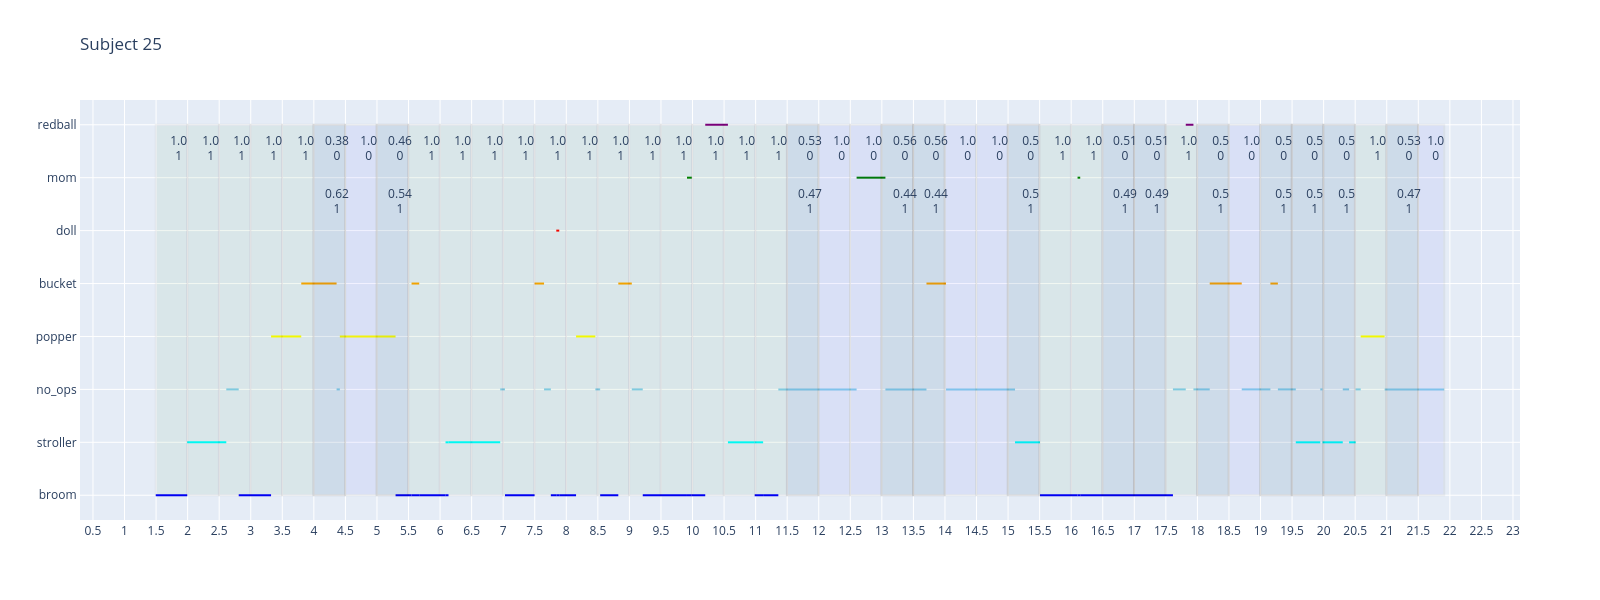 Subject 25
redball
1.0 1.0 1.0 1.0 1.0 0.38 1.0 0.46 1.0 1.0 1.0 1.0 1.0 1.0 1.0 1.0 1.0 1.0 1.0 1.0 0.53 1.0 1.0 0.56 0.56 1.0 1.0 0.5 1.0 1.0 0.51 0.51 1.0 0.5 1.0 0.5 0.5 0.5 1.0 0.53 1.0
1 1 1 1 1 0 0 0 1 1 1 1 1 1 1 1 1 1 1 1 0 0 0 0 0 0 0 0 1 1 0 0 1 0 0 0 0 0 1 0 0
mom
0.62 0.54 0.47 0.44 0.44 0.5 0.49 0.49 0.5 0.5 0.5 0.5 0.47
1 1 1 1 1 1 1 1 1 1 1 1 1
doll
bucket
popper
no_ops
stroller
broom
0.5 1 1.5 2 2.5 3 3.5 4 4.5 5 5.5 6 6.5 7 7.5 8 8.5 9 9.5 10 10.5 11 11.5 12 12.5 13 13.5 14 14.5 15 15.5 16 16.5 17 17.5 18 18.5 19 19.5 20 20.5 21 21.5 22 22.5 23